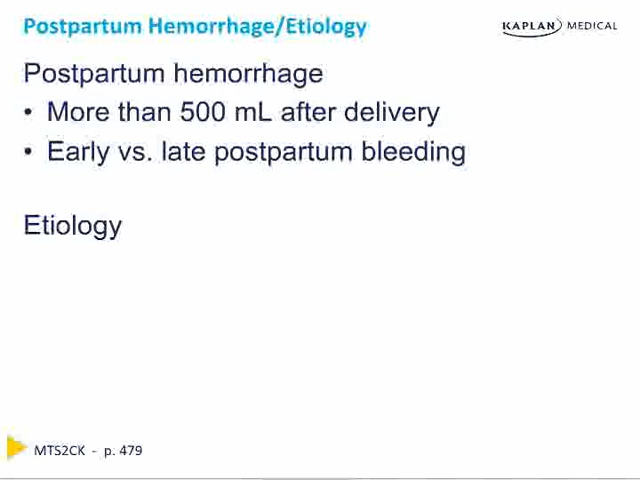 Postpartum Hemorrhage/Etiology
KAPLAN MEDICAL
Postpartum hemorrhage
• More than 500 mL after delivery
• Early vs. late postpartum bleeding
Etiology
MTS2CK - p. 479